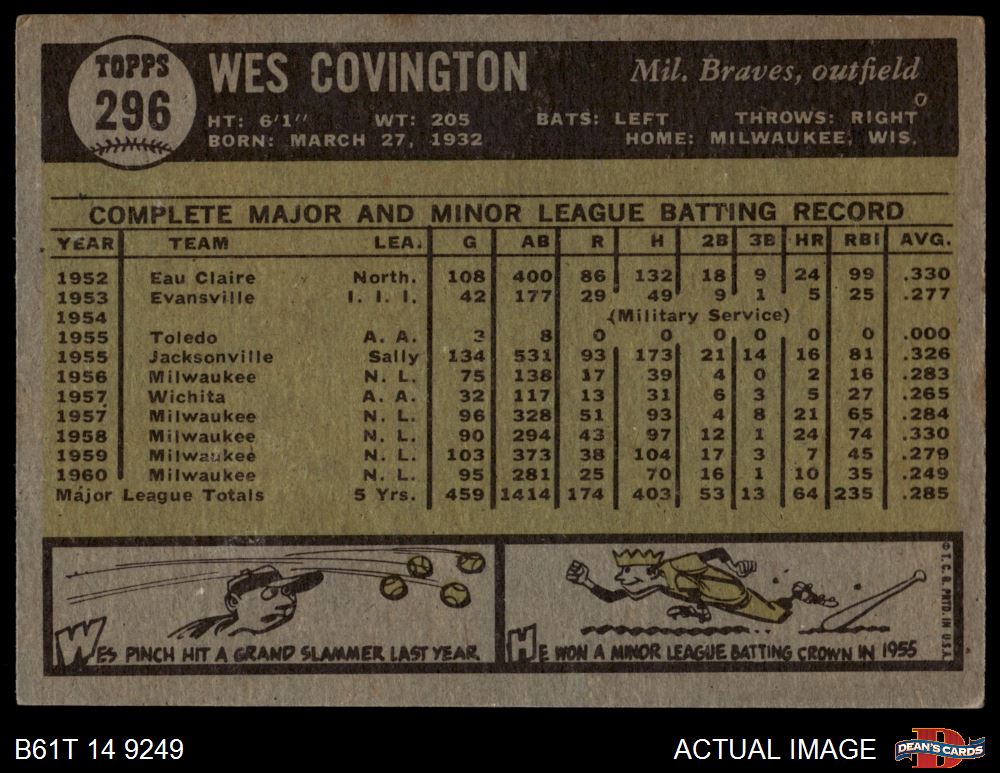 TOPPS
296
WES COVINGTON
Mil. Braves, outfield
HT: 6'1" WT: 205 BATS: LEFT THROWS: RIGHT
BORN: MARCH 27, 1932 HOME: MILWAUKEE, WIS.
COMPLETE MAJOR AND MINOR LEAGUE BATTING RECORD
YEAR TEAM LEA. G AB R H 2B 3B HR RBI AVG.
1952 Eau Claire North. 108 400 86 132 18 9 24 99 .330
1953 Evansville I. I. I. 42 177 29 49 9 1 5 25 .277
1954 (Military Service)
1955 Toledo A. A. 3 8 0 0 0 0 0 0 .000
1955 Jacksonville Sally 134 531 93 173 21 14 16 81 .326
1956 Milwaukee N. L. 75 138 17 39 4 0 2 16 .283
1957 Wichita A. A. 32 117 13 31 6 3 5 27 .265
1957 Milwaukee N. L. 96 328 51 93 4 8 21 65 .284
1958 Milwaukee N. L. 90 294 43 97 12 1 24 74 .330
1959 Milwaukee N. L. 103 373 38 104 17 3 7 45 .279
1960 Milwaukee N. L. 95 281 25 70 16 1 10 35 .249
Major League Totals 5 Yrs. 459 1414 174 403 53 13 64 235 .285
WES PINCH HIT A GRAND SLAMMER LAST YEAR
HE WON A MINOR LEAGUE BATTING CROWN IN 1955
© T.C.G. PRTD. IN U.S.A.
B61T 14 9249
ACTUAL IMAGE
D
DEAN'S CARDS